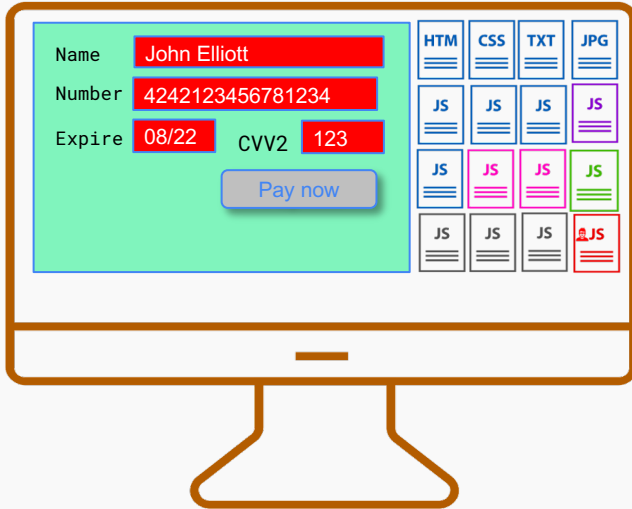 Name John Elliott
Number 4242123456781234
Expire 08/22 CVV2 123
Pay now
HTM CSS TXT JPG
JS JS JS JS
JS JS JS JS
JS JS JS JS